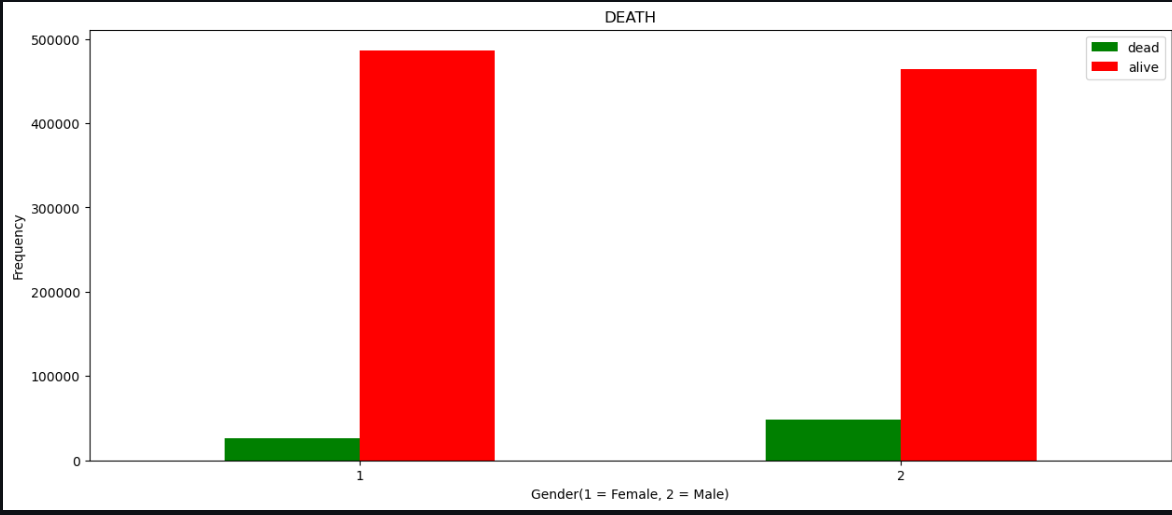 DEATH
500000
400000
300000
200000
100000
0
Frequency
1
2
Gender(1 = Female, 2 = Male)
dead
alive